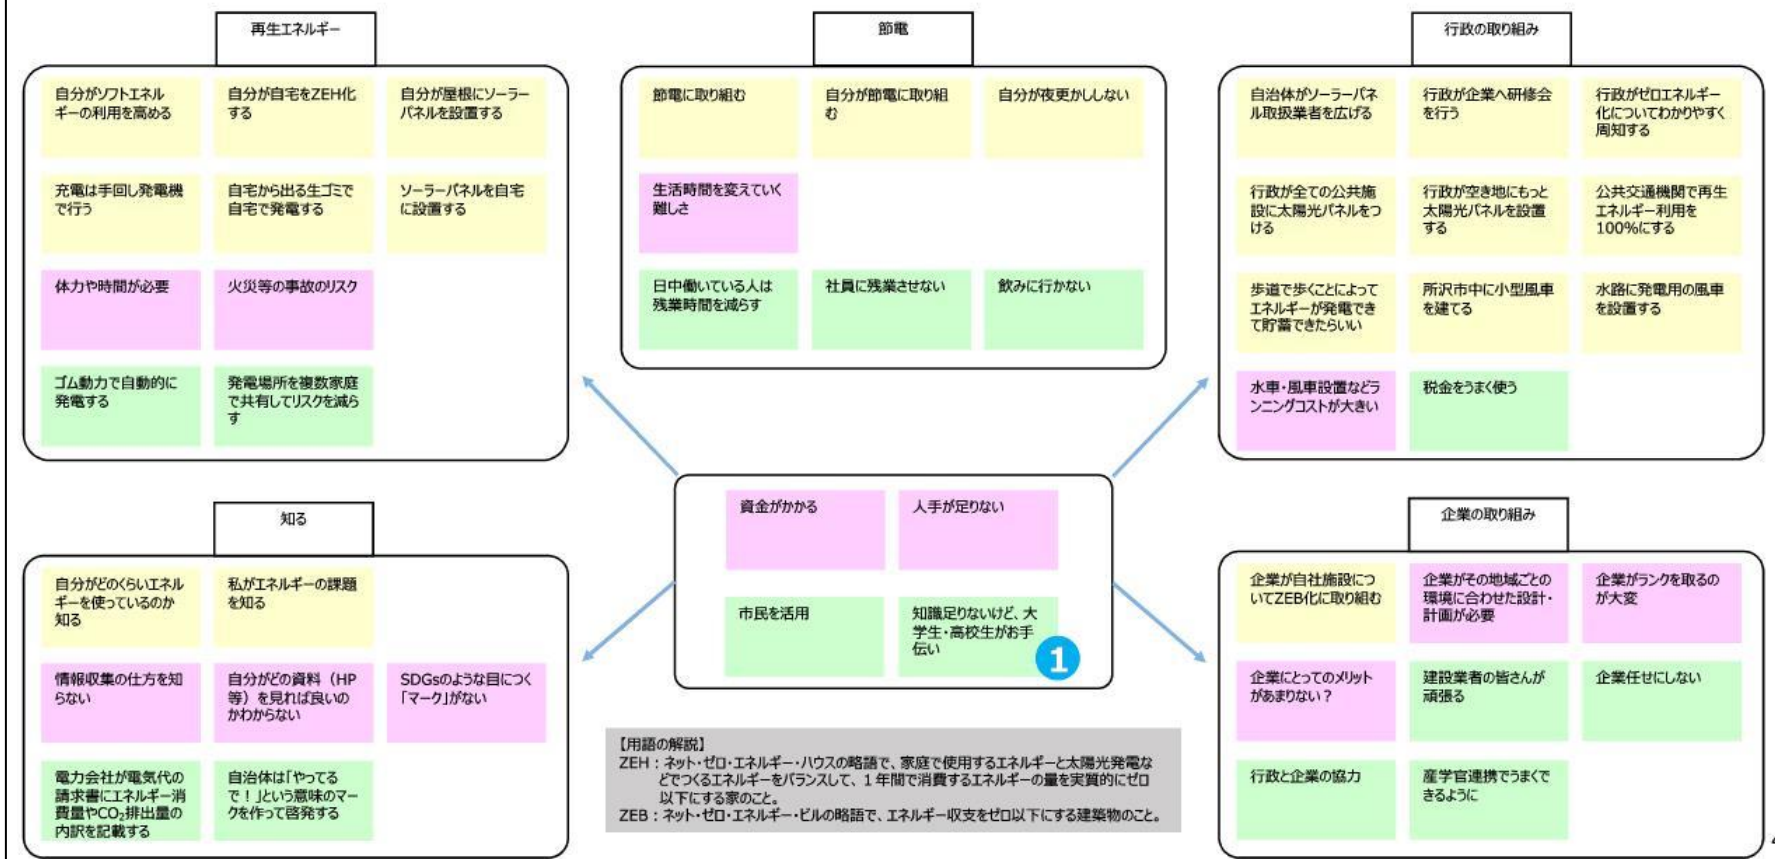 再生エネルギー
自分がソフトエネル
ギーの利用を高める
自分が自宅をZEH化
する
自分が屋根にソーラー
パネルを設置する
充電は手回し発電機
で行う
自宅から出る生ゴミで
自宅で発電する
ソーラーパネルを自宅
に設置する
体力や時間が必要
火災等の事故のリスク
ゴム動力で自動的に
発電する
発電場所を複数家庭
で共有してリスクを減ら
す
節電
節電に取り組む
自分が節電に取り組
む
自分が夜更かししない
生活時間を変えていく
難しさ
日中働いている人は
残業時間を減らす
社員に残業させない
飲みに行かない
行政の取り組み
自治体がソーラーパネ
ル取扱業者を広げる
行政が企業へ研修会
を行う
行政がゼロエネルギー
化についてわかりやすく
周知する
行政が全ての公共施
設に太陽光パネルをつ
ける
行政が空き地にもっと
太陽光パネルを設置
する
公共交通機関で再生
エネルギー利用を
100%にする
歩道で歩くことによって
エネルギーが発電でき
て貯蓄できたらいい
所沢市中に小型風車
を建てる
水路に発電用の風車
を設置する
水車・風車設置などラ
ンニングコストが大きい
税金をうまく使う
資金がかかる
人手が足りない
市民を活用
知識足りないけど、大
学生・高校生がお手
伝い
1
知る
自分がどのくらいエネル
ギーを使っているのか
知る
私がエネルギーの課題
を知る
情報収集の仕方を知
らない
自分がどの資料（HP
等）を見れば良いの
かわからない
SDGsのような目につく
「マーク」がない
電力会社が電気代の
請求書にエネルギー消
費量やCO₂排出量の
内訳を記載する
自治体は「やってる
で！」という意味のマー
クを作って啓発する
企業の取り組み
企業が自社施設につ
いてZEB化に取り組む
企業がその地域ごとの
環境に合わせた設計・
計画が必要
企業がランクを取るの
が大変
企業にとってのメリット
があまりない？
建設業者の皆さんが
頑張る
企業任せにしない
行政と企業の協力
産学官連携でうまくで
きるように
【用語の解説】
ZEH：ネット・ゼロ・エネルギー・ハウスの略語で、家庭で使用するエネルギーと太陽光発電な
どでつくるエネルギーをバランスして、１年間で消費するエネルギーの量を実質的にゼロ
以下にする家のこと。
ZEB：ネット・ゼロ・エネルギー・ビルの略語で、エネルギー収支をゼロ以下にする建築物のこと。